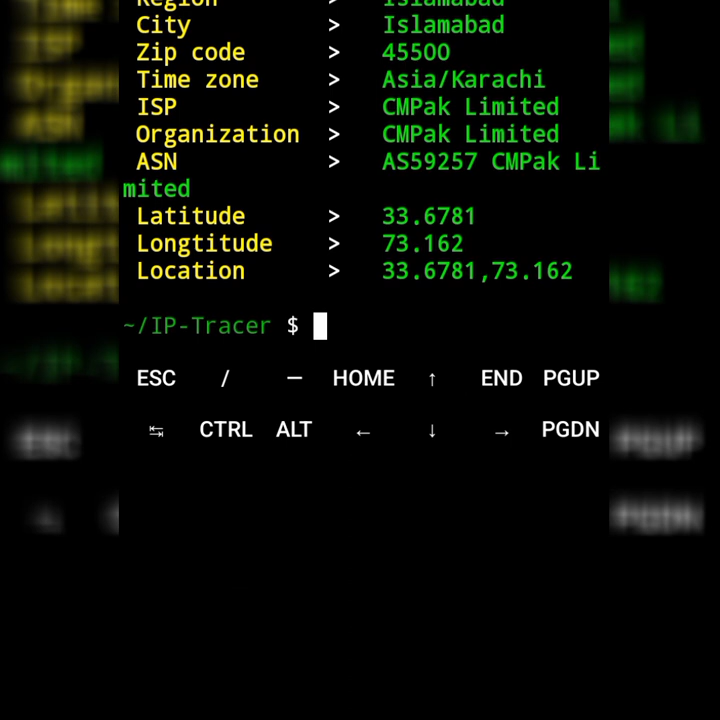 Region > Islamabad
City > Islamabad
Zip code > 45500
Time zone > Asia/Karachi
ISP > CMPak Limited
Organization > CMPak Limited
ASN > AS59257 CMPak Li
mited
Latitude > 33.6781
Longtitude > 73.162
Location > 33.6781,73.162
~/IP-Tracer $
ESC / — HOME ↑ END PGUP
↹ CTRL ALT ← ↓ → PGDN